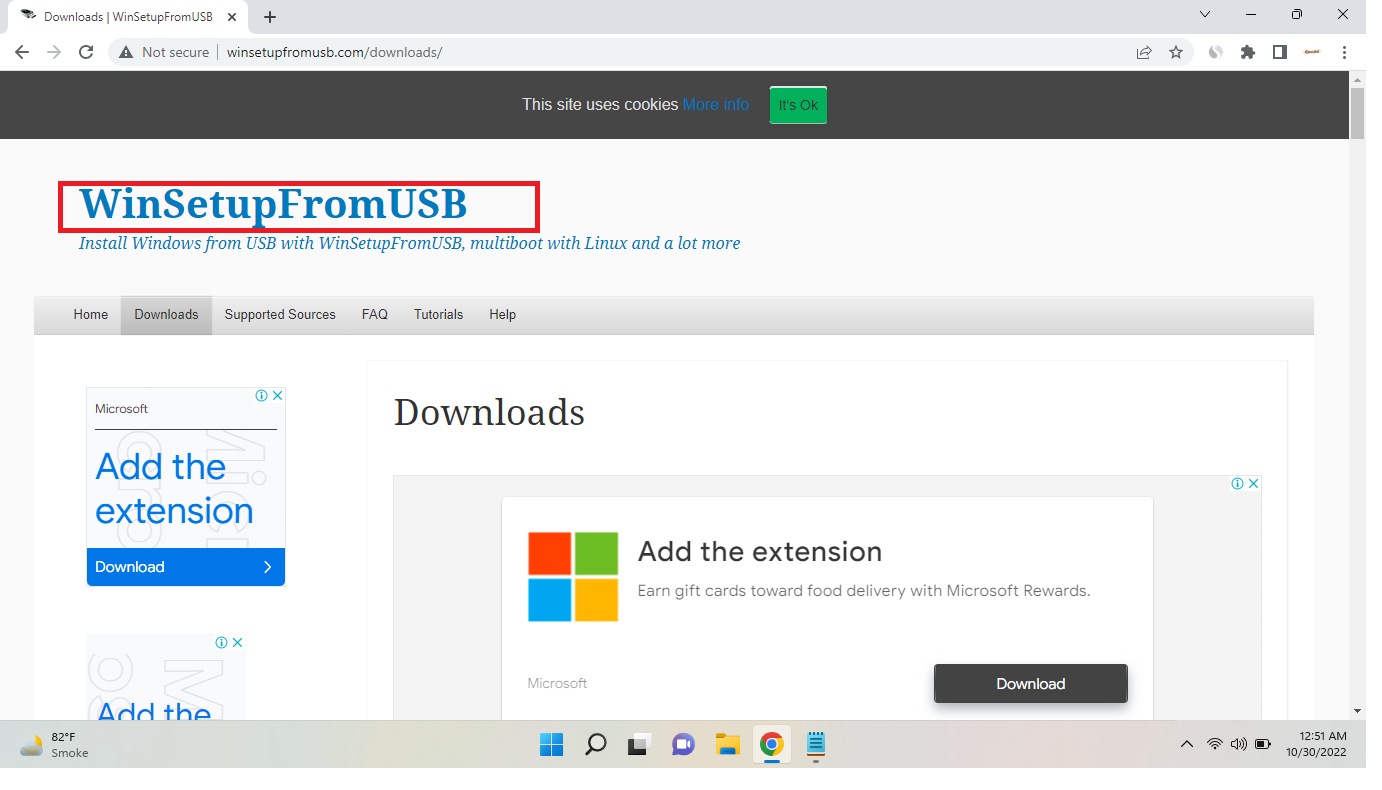 Downloads | WinSetupFromUSB
Not secure
winsetupfromusb.com/downloads/
This site uses cookies More info
It's Ok
WinSetupFromUSB
Install Windows from USB with WinSetupFromUSB, multiboot with Linux and a lot more
Home Downloads Supported Sources FAQ Tutorials Help
Microsoft
Add the
extension
Download
Add the
Downloads
Add the extension
Earn gift cards toward food delivery with Microsoft Rewards.
Microsoft
Download
82°F
Smoke
12:51 AM
10/30/2022